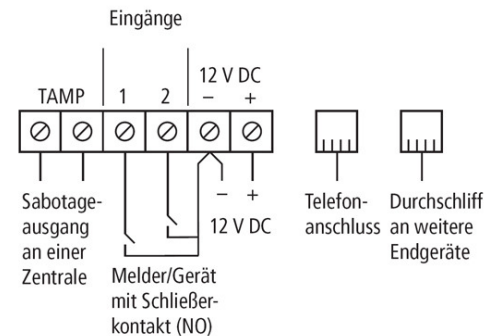 Eingänge
12 V DC
TAMP 1 2 – +
– +
12 V DC
Sabotage-
ausgang
an einer
Zentrale
Melder/Gerät
mit Schließer-
kontakt (NO)
Telefon-
anschluss
Durchschliff
an weitere
Endgeräte